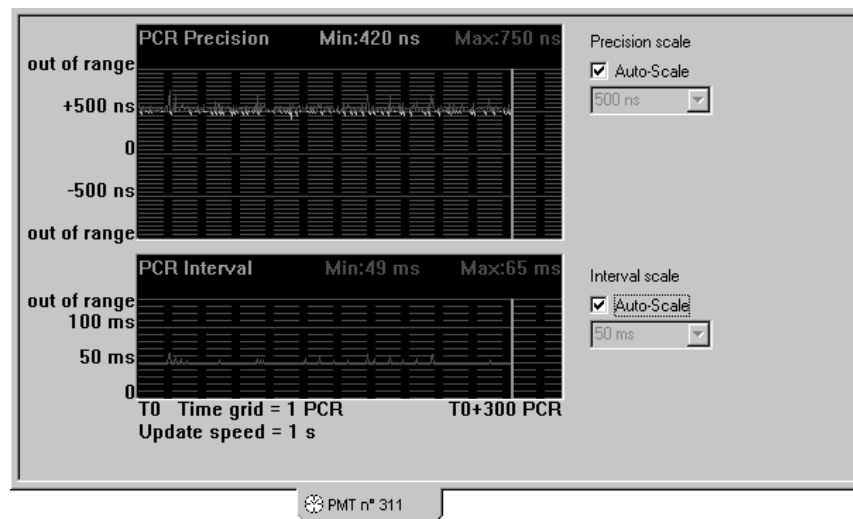 PCR Precision Min:420 ns Max:750 ns
out of range
+500 ns
0
-500 ns
out of range
Precision scale
Auto-Scale
500 ns
PCR Interval Min:49 ms Max:65 ms
out of range
100 ms
50 ms
0
T0 Time grid = 1 PCR T0+300 PCR
Update speed = 1 s
Interval scale
Auto-Scale
50 ms
PMT n° 311